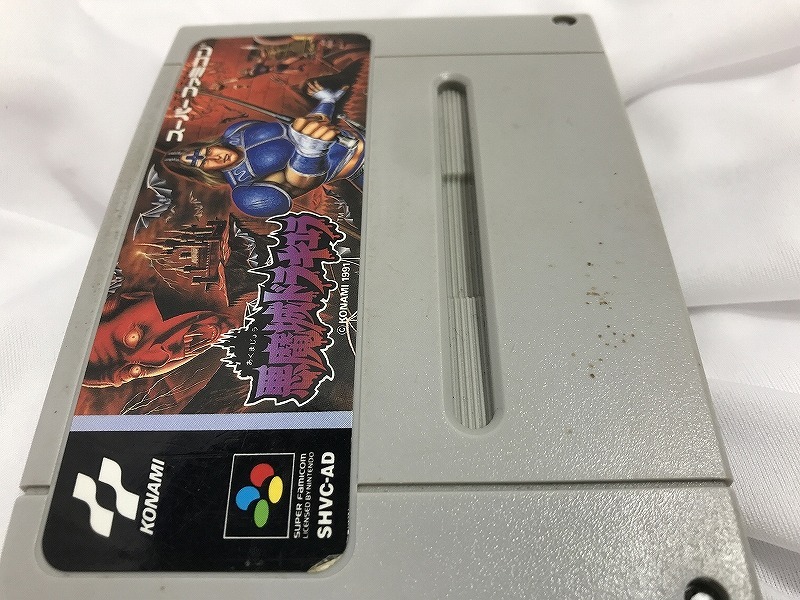 スーパーファミコン
悪魔城ドラキュラ
あくまじょう
TM
© KONAMI 1991
KONAMI
SUPER FAMICOM
LICENSED BY NINTENDO
SHVC-AD